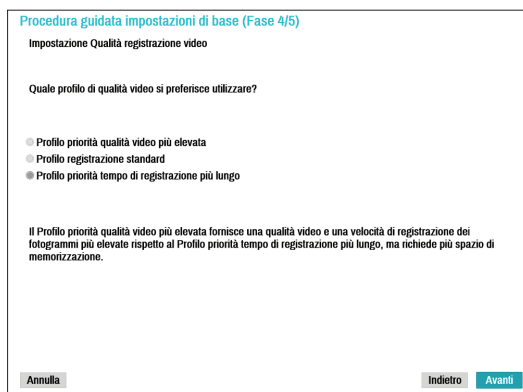 Procedura guidata impostazioni di base (Fase 4/5)
Impostazione Qualità registrazione video
Quale profilo di qualità video si preferisce utilizzare?
Profilo priorità qualità video più elevata
Profilo registrazione standard
Profilo priorità tempo di registrazione più lungo
Il Profilo priorità qualità video più elevata fornisce una qualità video e una velocità di registrazione dei
fotogrammi più elevate rispetto al Profilo priorità tempo di registrazione più lungo, ma richiede più spazio di
memorizzazione.
Annulla
Indietro
Avanti